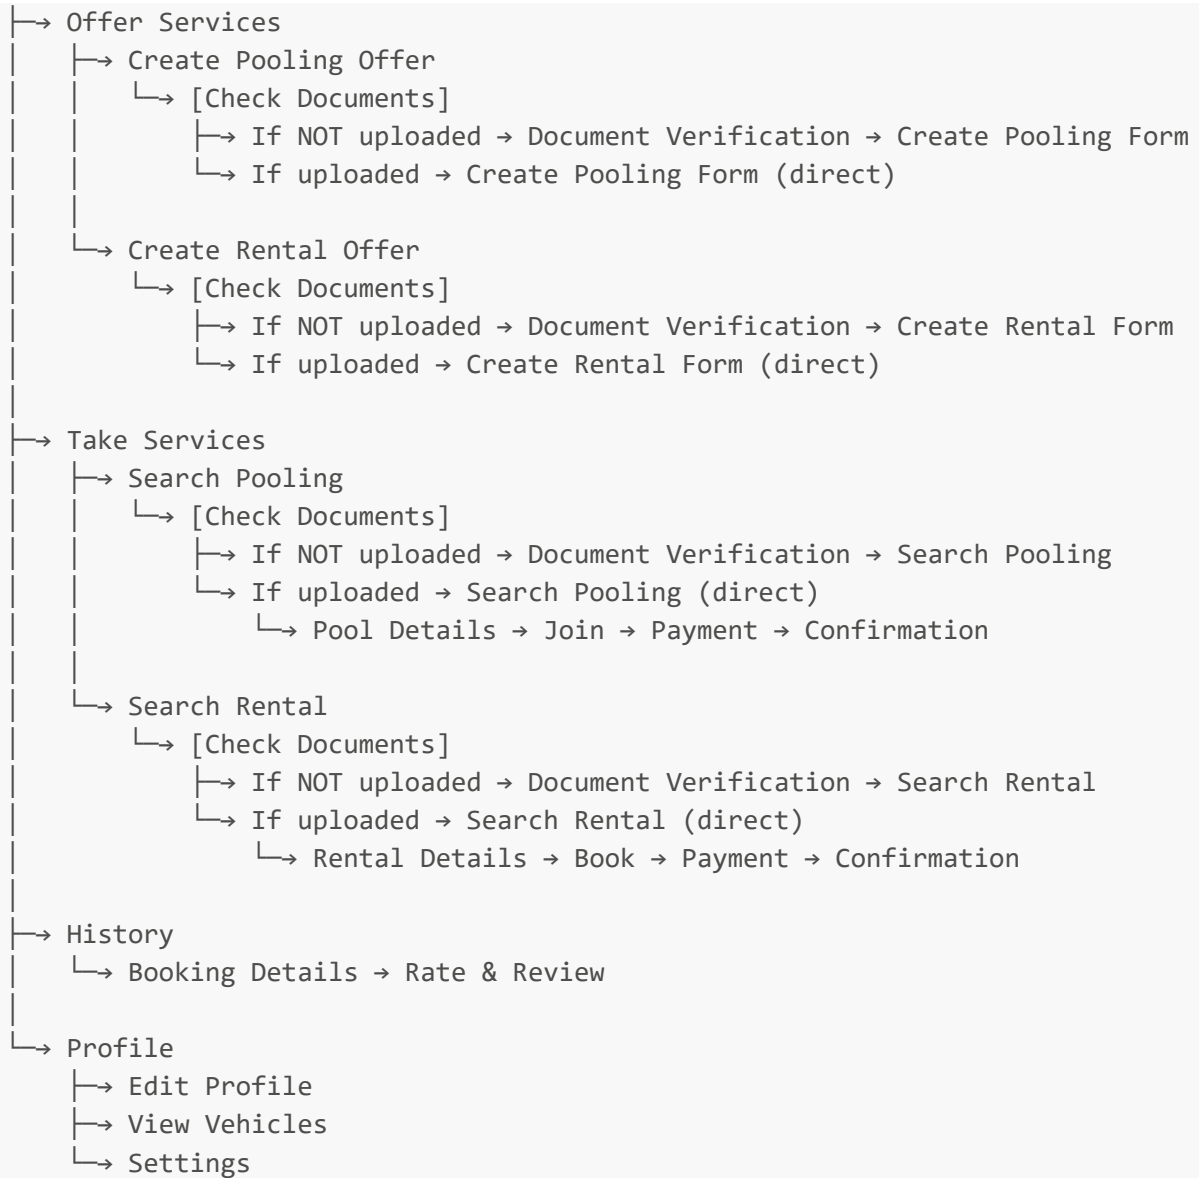 ├─→ Offer Services
│   ├─→ Create Pooling Offer
│   │   └─→ [Check Documents]
│   │       ├─→ If NOT uploaded → Document Verification → Create Pooling Form
│   │       └─→ If uploaded → Create Pooling Form (direct)
│   │
│   └─→ Create Rental Offer
│       └─→ [Check Documents]
│           ├─→ If NOT uploaded → Document Verification → Create Rental Form
│           └─→ If uploaded → Create Rental Form (direct)
│
├─→ Take Services
│   ├─→ Search Pooling
│   │   └─→ [Check Documents]
│   │       ├─→ If NOT uploaded → Document Verification → Search Pooling
│   │       └─→ If uploaded → Search Pooling (direct)
│   │           └─→ Pool Details → Join → Payment → Confirmation
│   │
│   └─→ Search Rental
│       └─→ [Check Documents]
│           ├─→ If NOT uploaded → Document Verification → Search Rental
│           └─→ If uploaded → Search Rental (direct)
│               └─→ Rental Details → Book → Payment → Confirmation
│
├─→ History
│   └─→ Booking Details → Rate & Review
│
└─→ Profile
    ├─→ Edit Profile
    ├─→ View Vehicles
    └─→ Settings